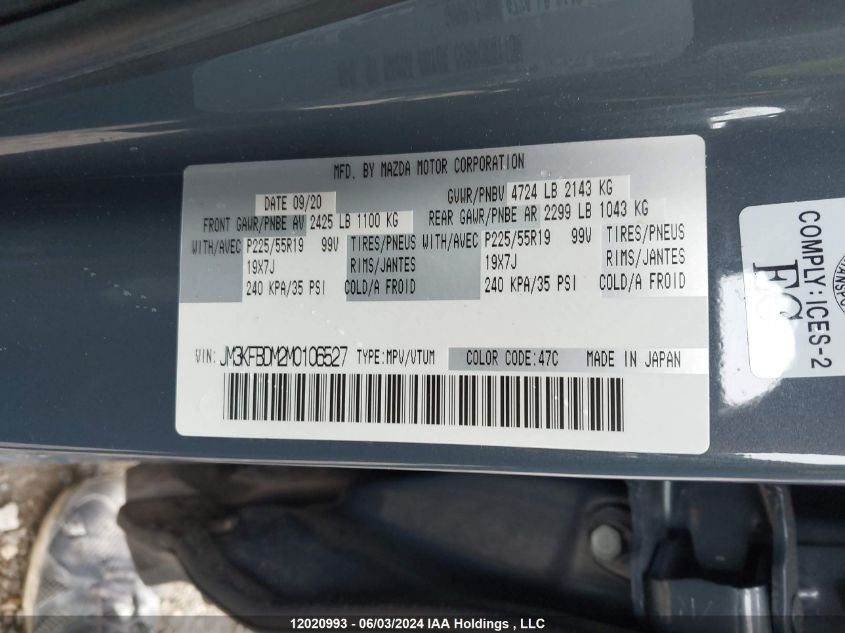 MFD. BY MAZDA MOTOR CORPORATION
DATE 09/20 GVWR/PNBV 4724 LB 2143 KG
FRONT GAWR/PNBE AV 2425 LB 1100 KG REAR GAWR/PNBE AR 2299 LB 1043 KG
WITH/AVEC P225/55R19 99V TIRES/PNEUS WITH/AVEC P225/55R19 99V TIRES/PNEUS
19X7J RIMS/JANTES 19X7J RIMS/JANTES
240 KPA/35 PSI COLD/A FROID 240 KPA/35 PSI COLD/A FROID
VIN: JM3KFBDM2M0106527 TYPE:MPV/VTUM COLOR CODE:47C MADE IN JAPAN
COMPLY:ICES-2
12020993 - 06/03/2024 IAA Holdings , LLC